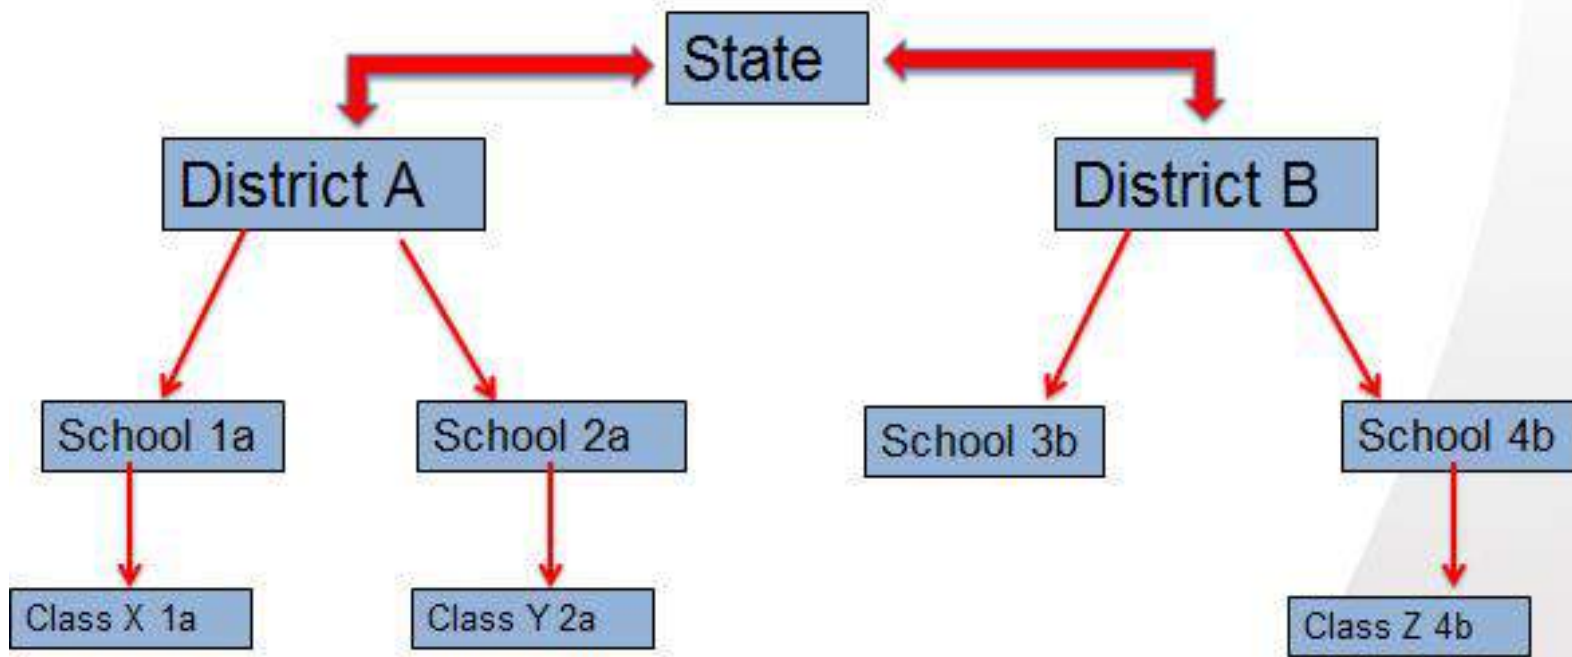 State
District A
District B
School 1a
School 2a
School 3b
School 4b
Class X 1a
Class Y 2a
Class Z 4b